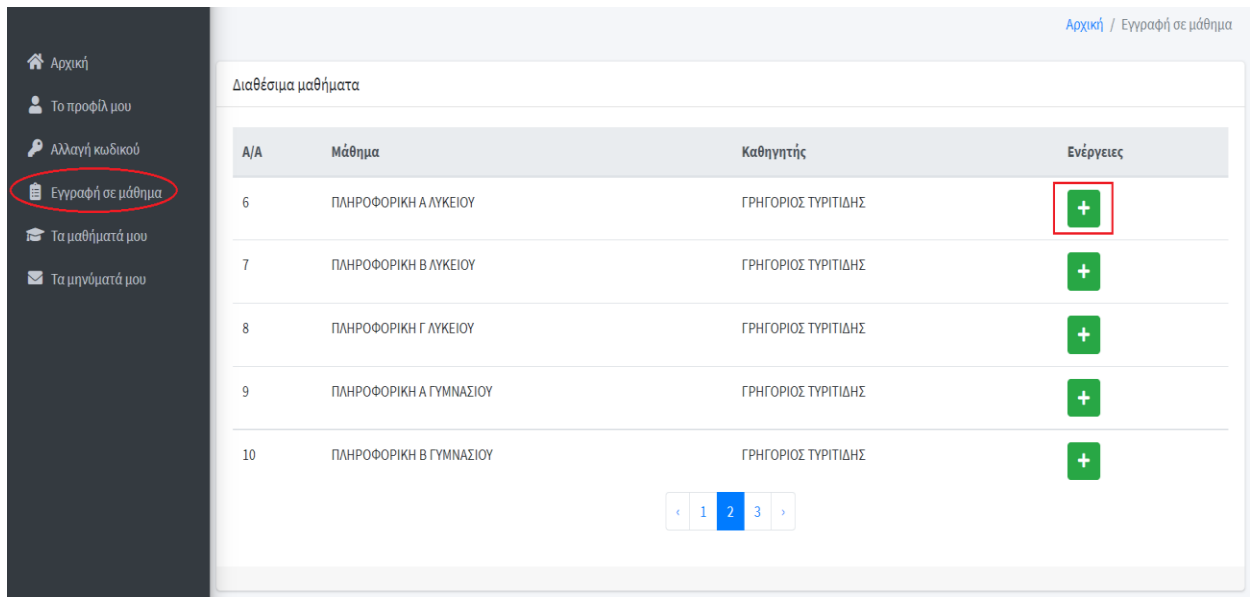 Αρχική / Εγγραφή σε μάθημα
Αρχική
Το προφίλ μου
Αλλαγή κωδικού
Εγγραφή σε μάθημα
Τα μαθήματά μου
Τα μηνύματά μου
Διαθέσιμα μαθήματα
Α/Α Μάθημα Καθηγητής Ενέργειες
6 ΠΛΗΡΟΦΟΡΙΚΗ Α ΛΥΚΕΙΟΥ ΓΡΗΓΟΡΙΟΣ ΤΥΡΙΤΙΔΗΣ +
7 ΠΛΗΡΟΦΟΡΙΚΗ Β ΛΥΚΕΙΟΥ ΓΡΗΓΟΡΙΟΣ ΤΥΡΙΤΙΔΗΣ +
8 ΠΛΗΡΟΦΟΡΙΚΗ Γ ΛΥΚΕΙΟΥ ΓΡΗΓΟΡΙΟΣ ΤΥΡΙΤΙΔΗΣ +
9 ΠΛΗΡΟΦΟΡΙΚΗ Α ΓΥΜΝΑΣΙΟΥ ΓΡΗΓΟΡΙΟΣ ΤΥΡΙΤΙΔΗΣ +
10 ΠΛΗΡΟΦΟΡΙΚΗ Β ΓΥΜΝΑΣΙΟΥ ΓΡΗΓΟΡΙΟΣ ΤΥΡΙΤΙΔΗΣ +
‹ 1 2 3 ›